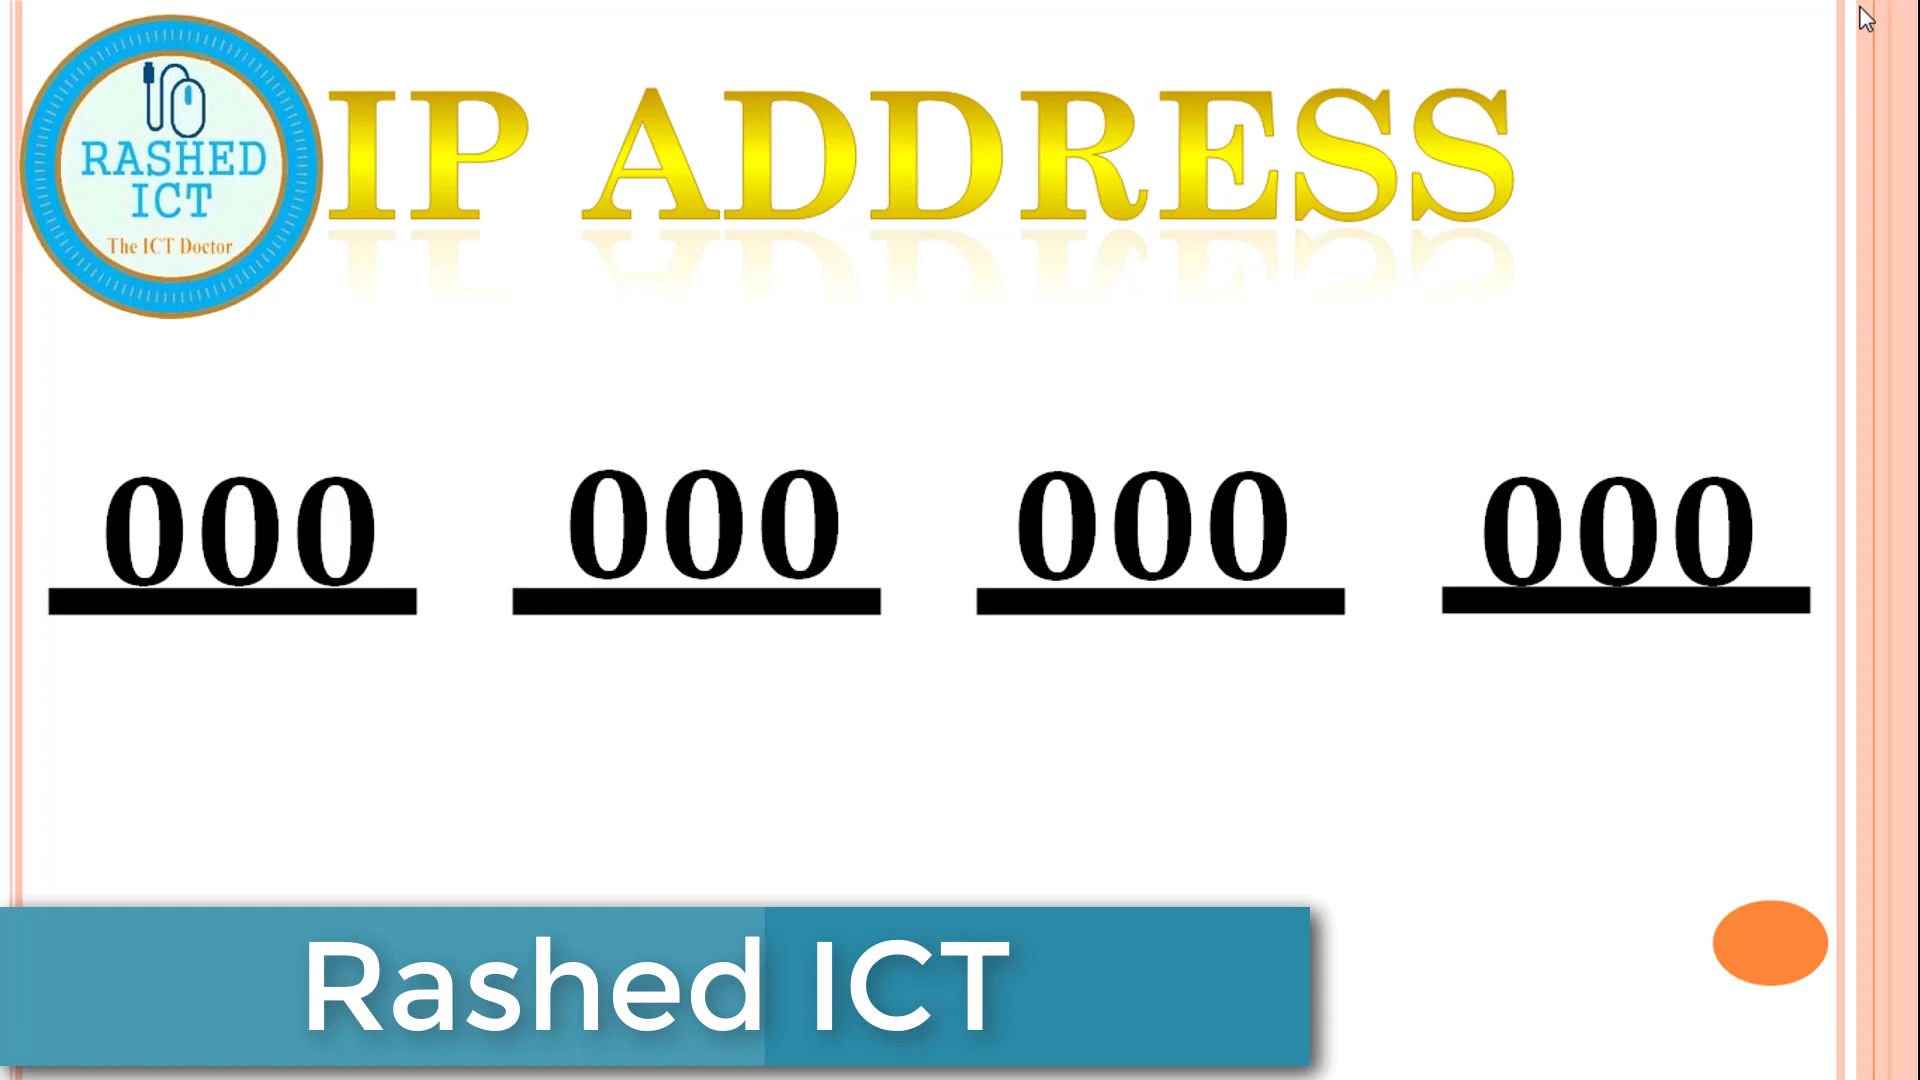 RASHED
ICT
The ICT Doctor
IP ADDRESS
000 000 000 000
Rashed ICT